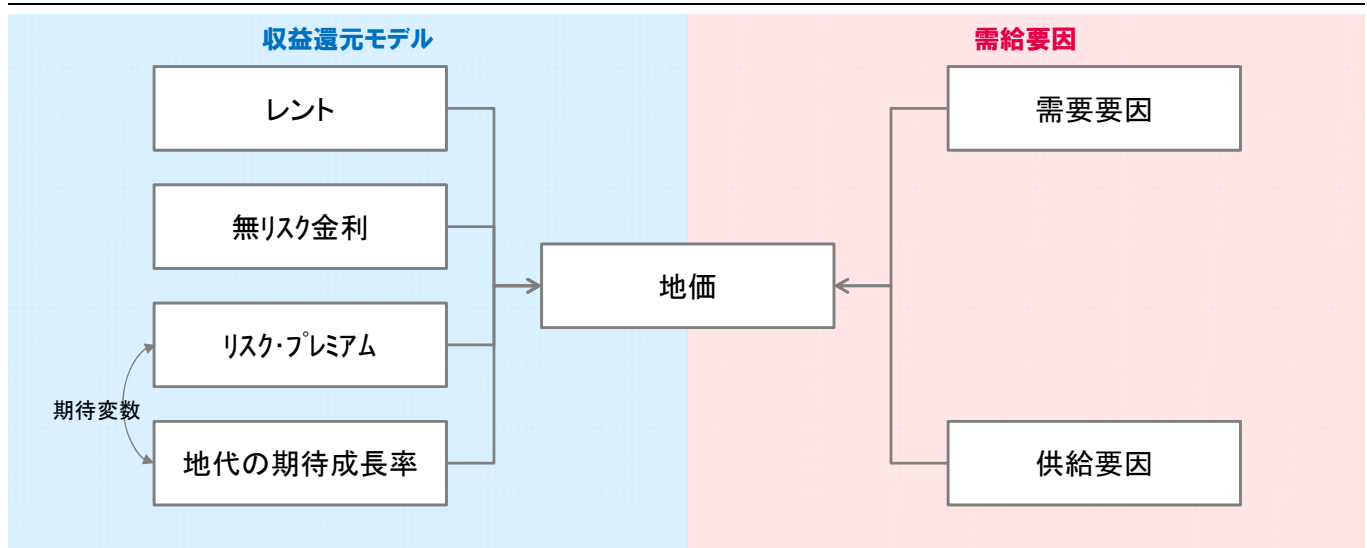 収益還元モデル
需給要因
レント
無リスク金利
リスク・プレミアム
地代の期待成長率
期待変数
地価
需要要因
供給要因